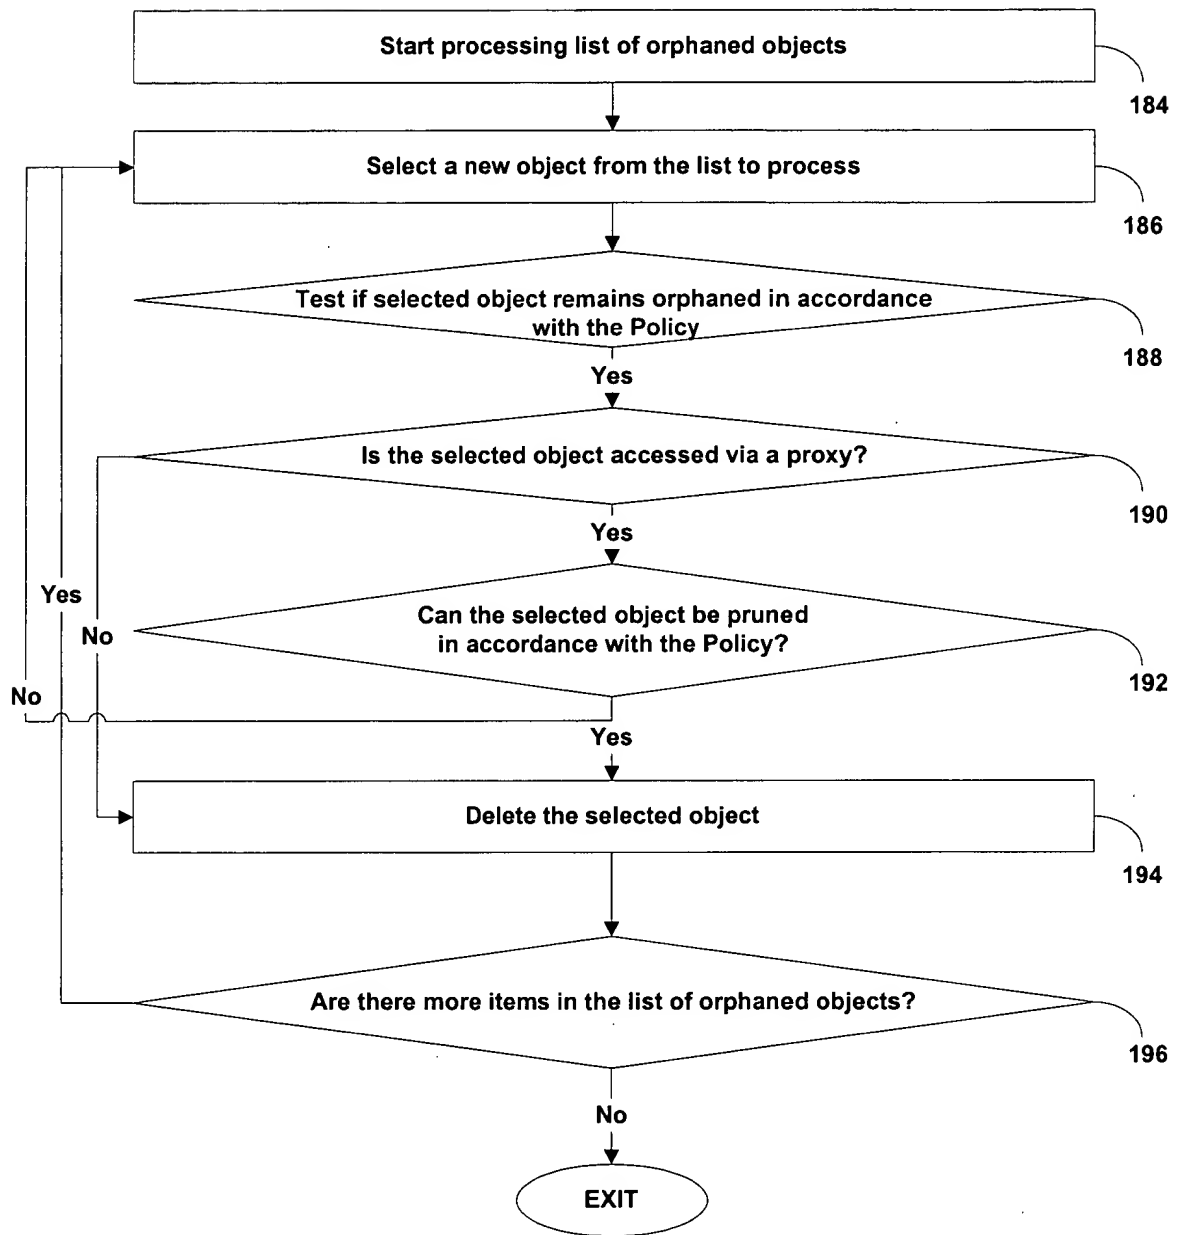 Start processing list of orphaned objects
184
Select a new object from the list to process
186
Test if selected object remains orphaned in accordance
with the Policy
188
Yes
Is the selected object accessed via a proxy?
190
Yes
Can the selected object be pruned
in accordance with the Policy?
192
Yes
No
No
Yes
Delete the selected object
194
Are there more items in the list of orphaned objects?
196
No
EXIT